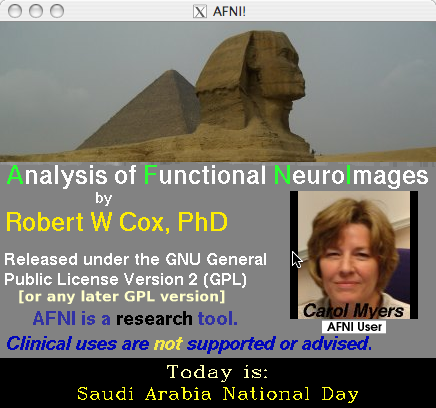 AFNI!
Analysis of Functional NeuroImages
by
Robert W Cox, PhD
Released under the GNU General
Public License Version 2 (GPL)
[or any later GPL version]
AFNI is a research tool.
Carol Myers
AFNI User
Clinical uses are not supported or advised.
Today is:
Saudi Arabia National Day